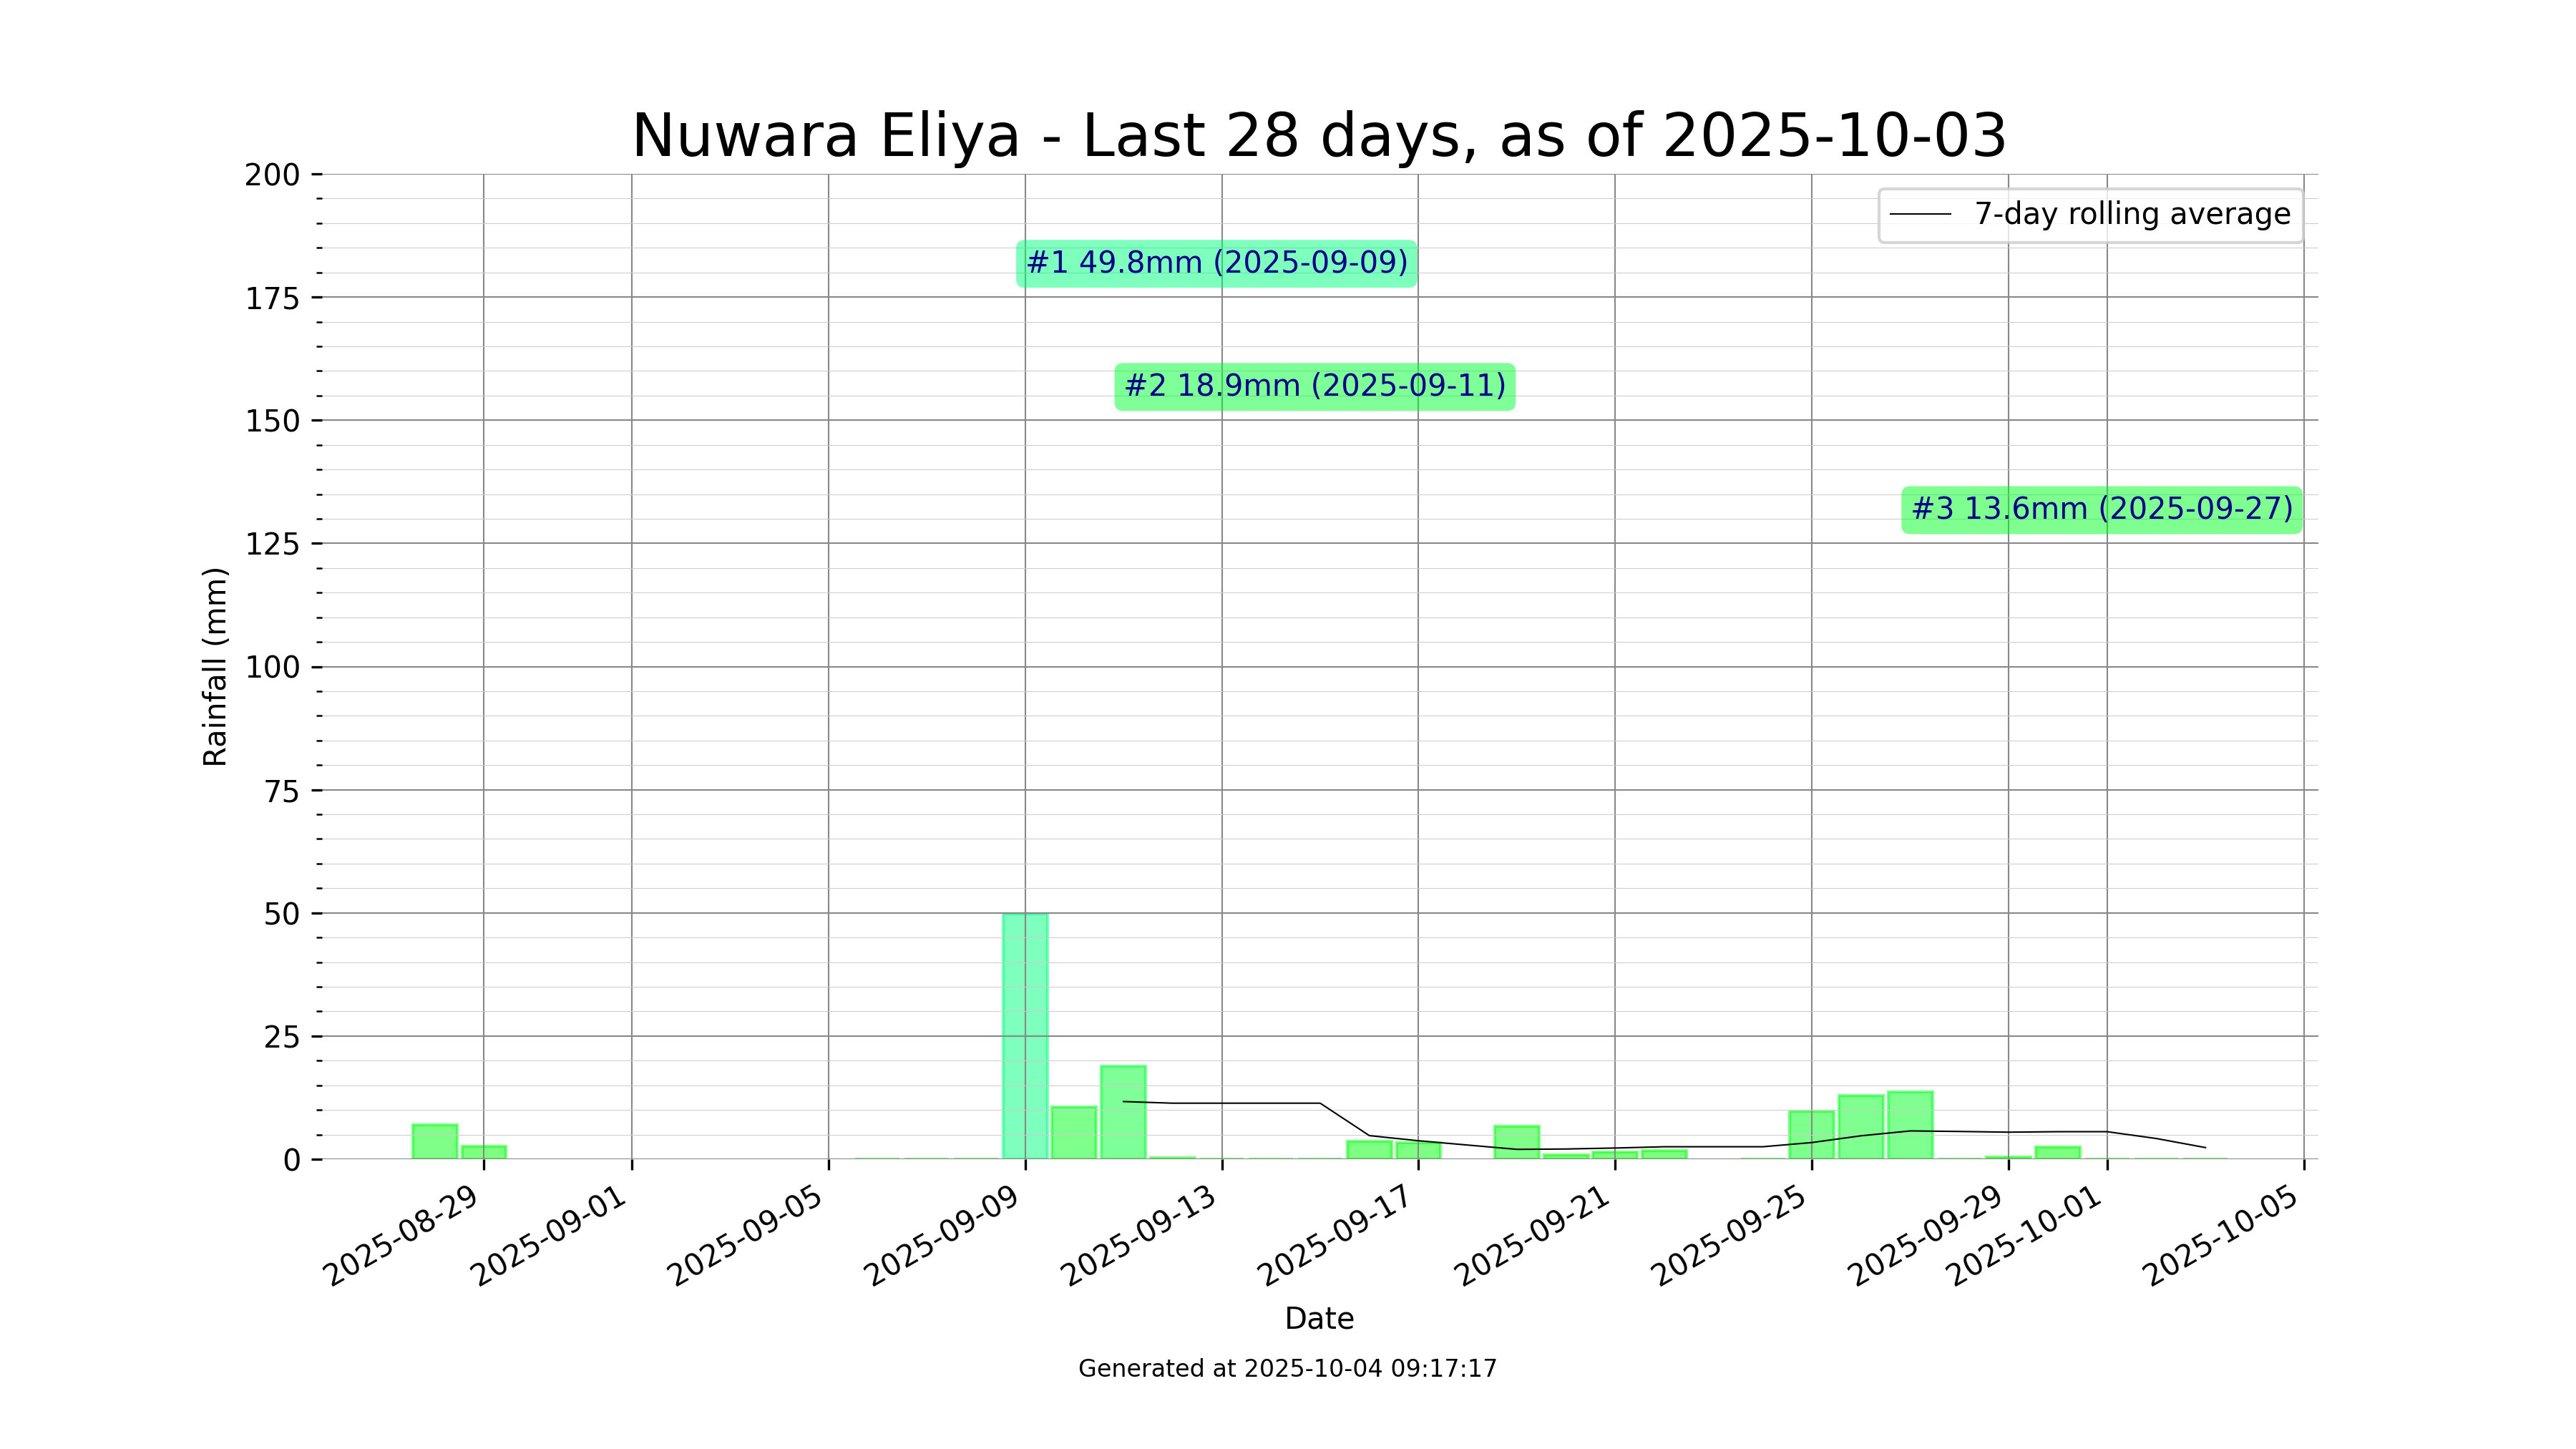 Nuwara Eliya - Last 28 days, as of 2025-10-03
200
175
150
125
100
75
50
25
0
Rainfall (mm)
7-day rolling average
#1 49.8mm (2025-09-09)
#2 18.9mm (2025-09-11)
#3 13.6mm (2025-09-27)
2025-08-29
2025-09-01
2025-09-05
2025-09-09
2025-09-13
2025-09-17
2025-09-21
2025-09-25
2025-09-29
2025-10-01
2025-10-05
Date
Generated at 2025-10-04 09:17:17